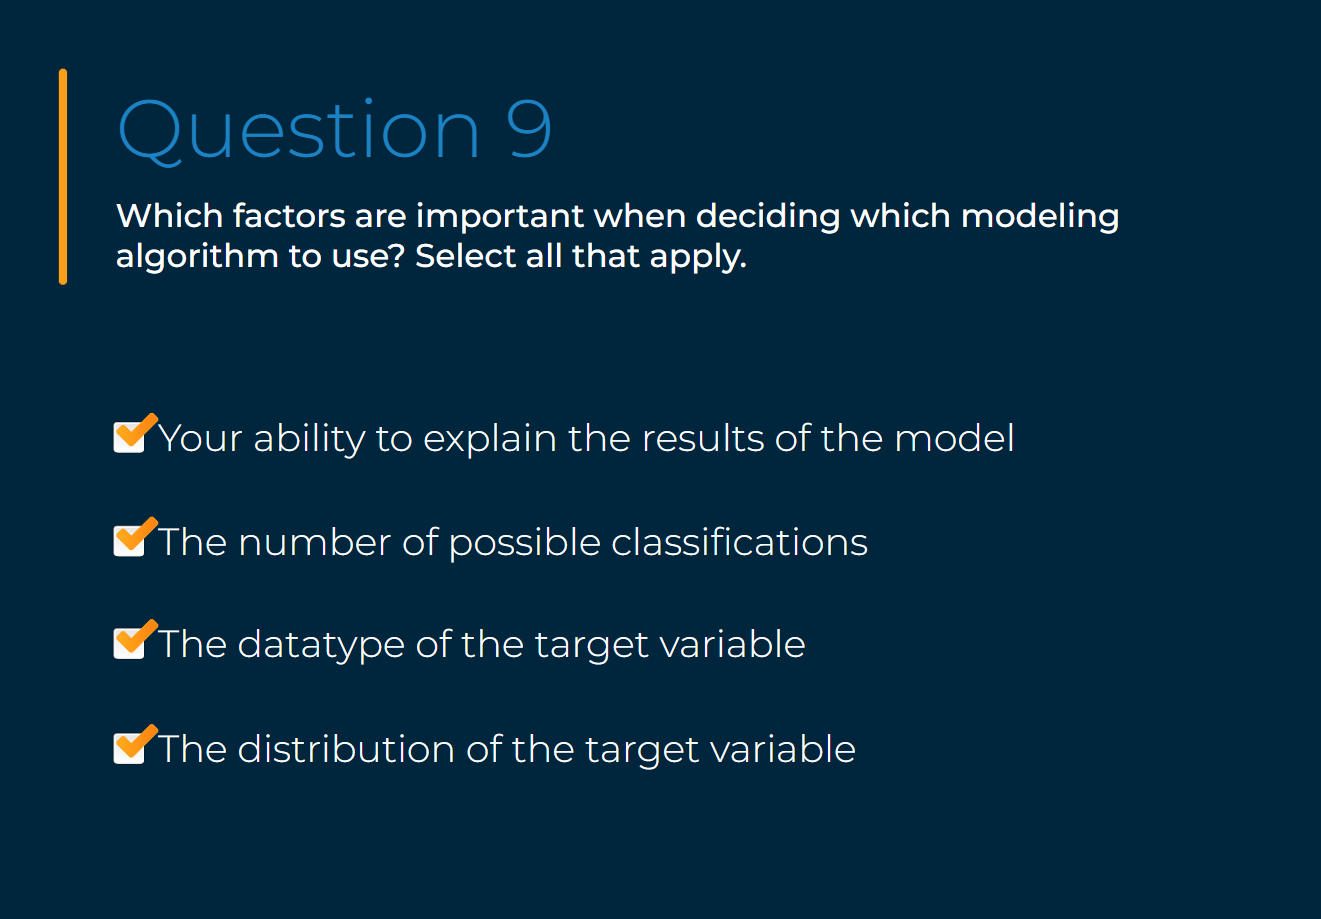 Question 9
Which factors are important when deciding which modeling
algorithm to use? Select all that apply.
Your ability to explain the results of the model
The number of possible classifications
The datatype of the target variable
The distribution of the target variable